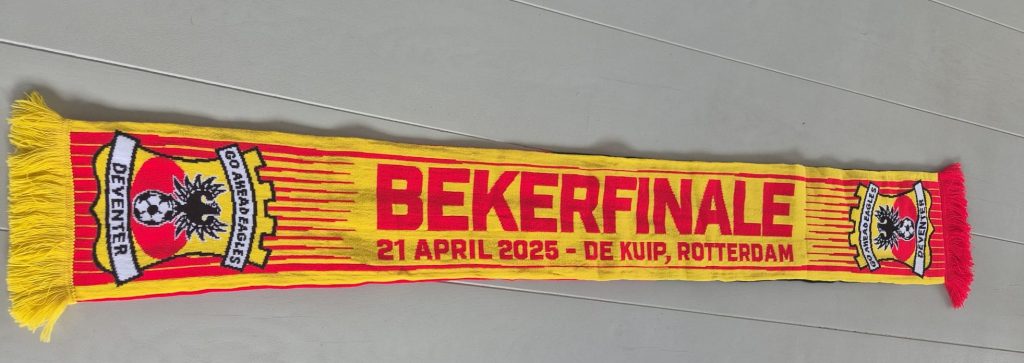 DEVENTER
GO AHEAD EAGLES
BEKERFINALE
21 APRIL 2025 - DE KUIP, ROTTERDAM
GO AHEAD EAGLES
DEVENTER